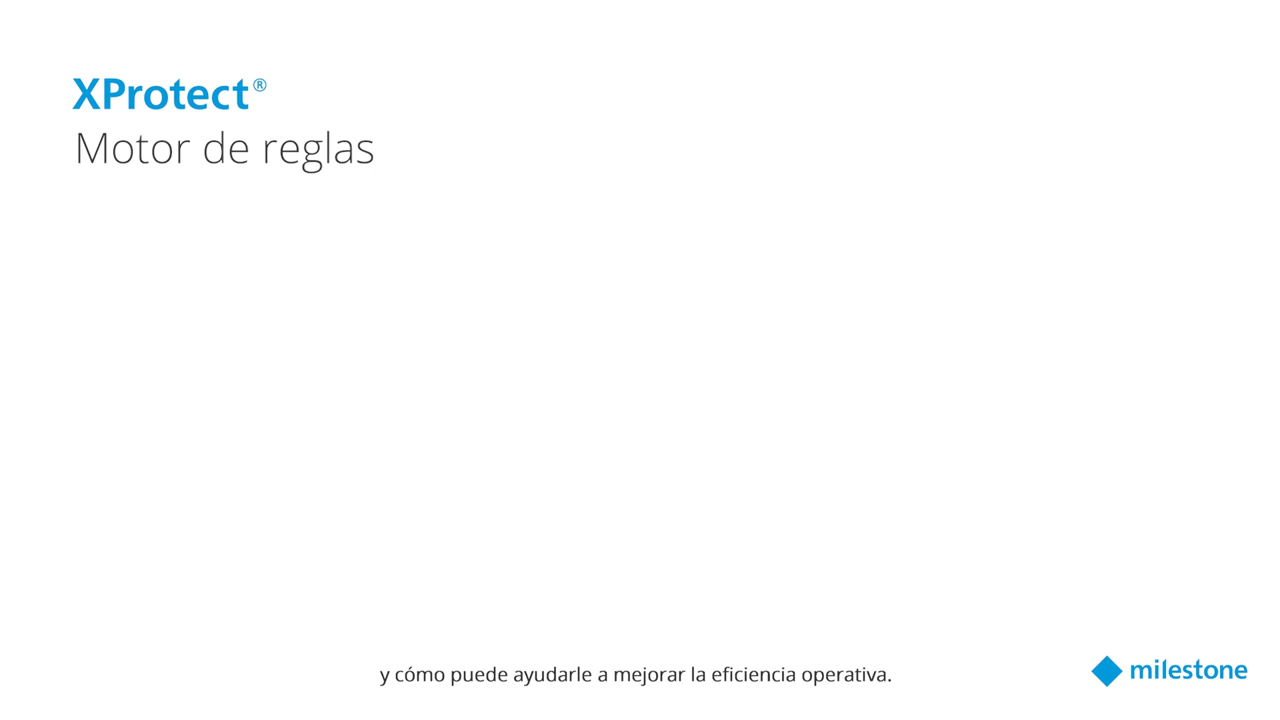 XProtect®
Motor de reglas
y cómo puede ayudarle a mejorar la eficiencia operativa.
milestone